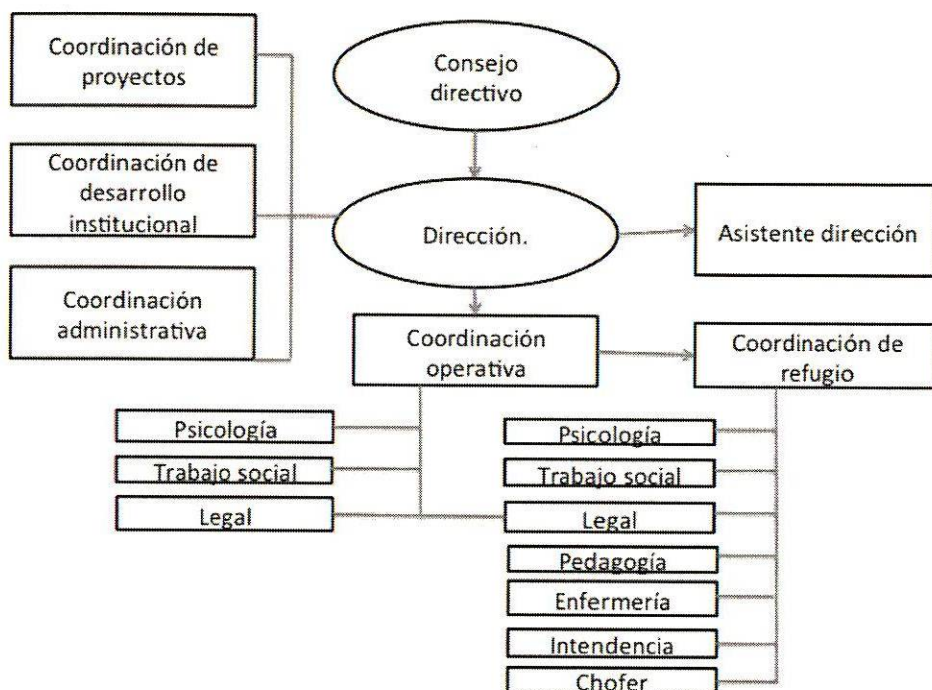 Coordinación de
proyectos
Consejo
directivo
Coordinación de
desarrollo
institucional
Dirección.
Asistente dirección
Coordinación
administrativa
Coordinación
operativa
Coordinación de
refugio
Psicología
Trabajo social
Legal
Psicología
Trabajo social
Legal
Pedagogía
Enfermería
Intendencia
Chofer